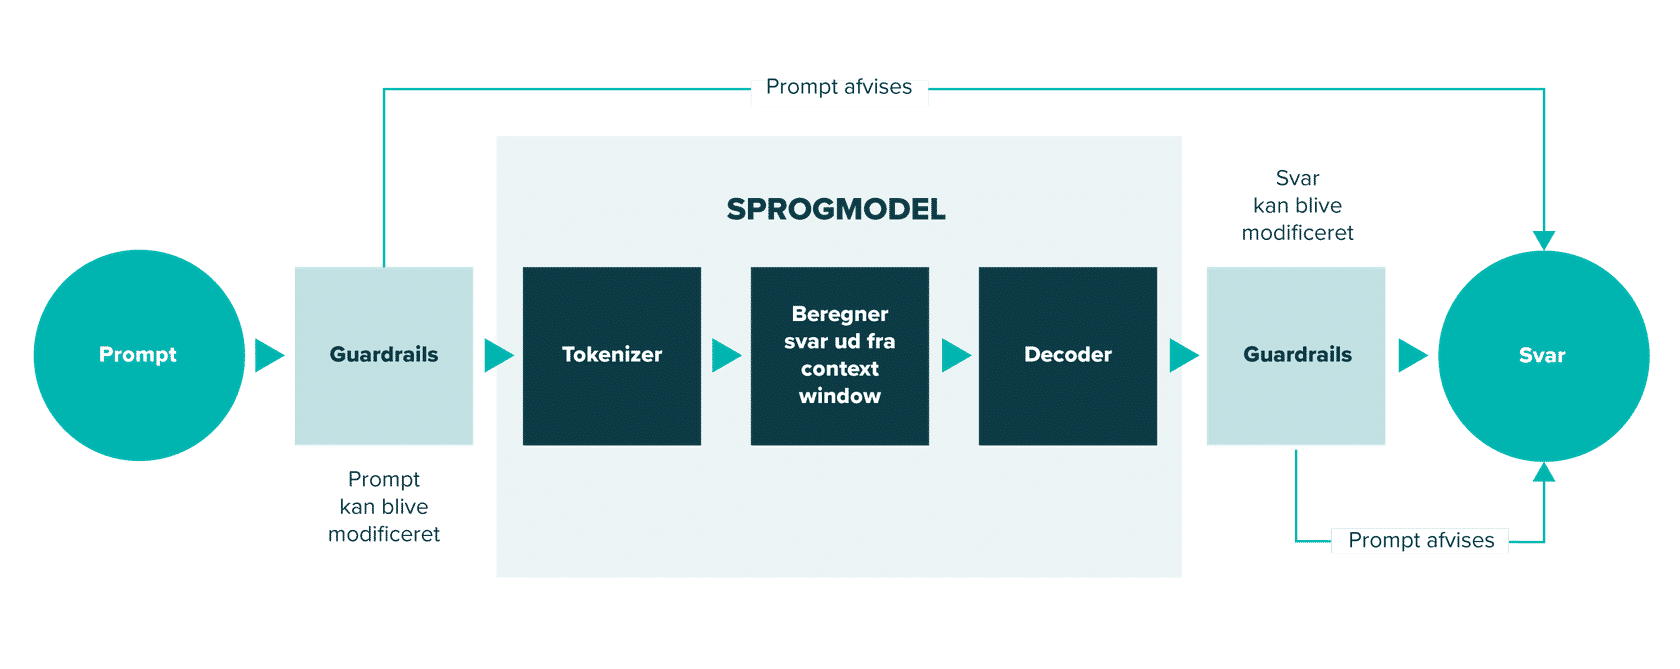 Prompt afvises
SPROGMODEL
Prompt
Guardrails
Prompt
kan blive
modificeret
Tokenizer
Beregner
svar ud fra
context
window
Decoder
Svar
kan blive
modificeret
Guardrails
Prompt afvises
Svar